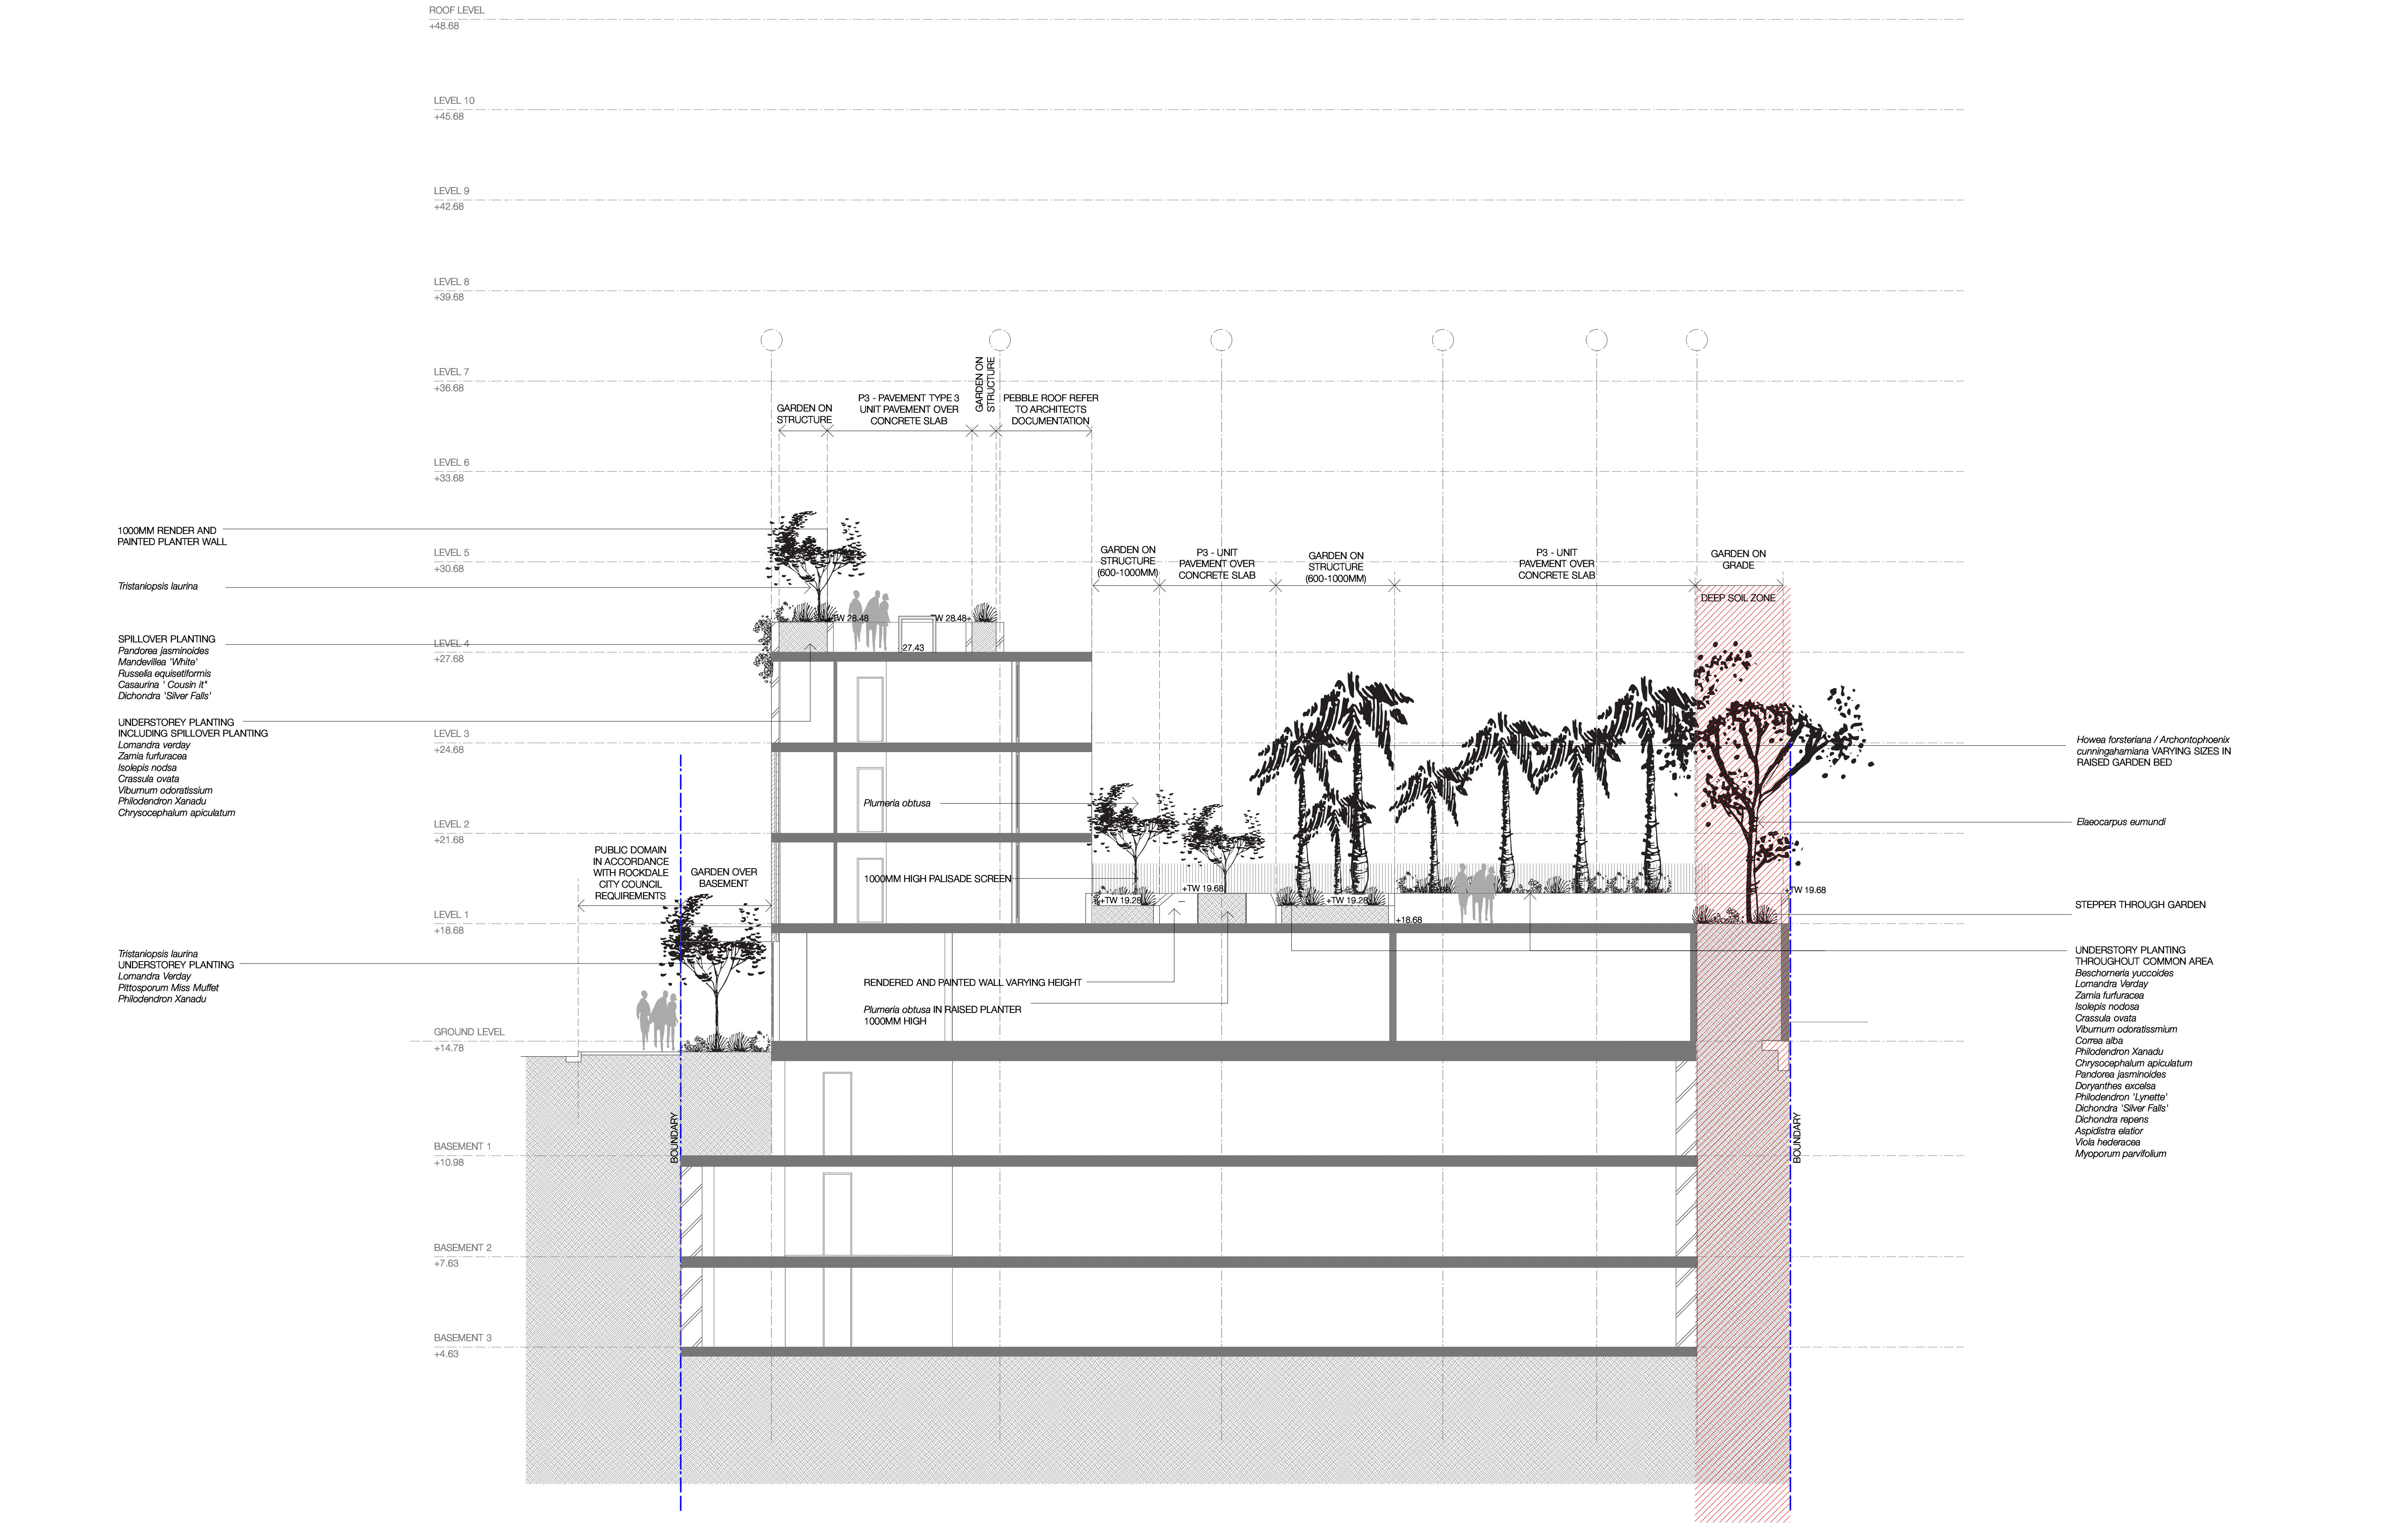 ROOF LEVEL
+48.68
LEVEL 10
+45.68
LEVEL 9
+42.68
LEVEL 8
+39.68
LEVEL 7
+36.68
LEVEL 6
+33.68
LEVEL 5
+30.68
LEVEL 4
+27.68
LEVEL 3
+24.68
LEVEL 2
+21.68
LEVEL 1
+18.68
GROUND LEVEL
+14.78
BASEMENT 1
+10.98
BASEMENT 2
+7.63
BASEMENT 3
+4.63
1000MM RENDER AND
PAINTED PLANTER WALL
Tristaniopsis laurina
SPILLOVER PLANTING
Pandorea jasminoides
Mandevillea 'White'
Russelia equisetiformis
Casaurina ' Cousin it"
Dichondra 'Silver Falls'
UNDERSTOREY PLANTING
INCLUDING SPILLOVER PLANTING
Lomandra verday
Zamia furfuracea
Isolepis nodsa
Crassula ovata
Viburnum odoratissium
Philodendron Xanadu
Chrysocephalum apiculatum
Tristaniopsis laurina
UNDERSTOREY PLANTING
Lomandra Verday
Pittosporum Miss Muffet
Philodendron Xanadu
PUBLIC DOMAIN
IN ACCORDANCE
WITH ROCKDALE
CITY COUNCIL
REQUIREMENTS
GARDEN OVER
BASEMENT
GARDEN ON
STRUCTURE
P3 - PAVEMENT TYPE 3
UNIT PAVEMENT OVER
CONCRETE SLAB
GARDEN ON
STRUCTURE
PEBBLE ROOF REFER
TO ARCHITECTS
DOCUMENTATION
TW 28.48
TW 28.48+
27.43
GARDEN ON
STRUCTURE
(600-1000MM)
P3 - UNIT
PAVEMENT OVER
CONCRETE SLAB
GARDEN ON
STRUCTURE
(600-1000MM)
P3 - UNIT
PAVEMENT OVER
CONCRETE SLAB
GARDEN ON
GRADE
DEEP SOIL ZONE
Plumeria obtusa
1000MM HIGH PALISADE SCREEN
+TW 19.28
+TW 19.68
+TW 19.28
+18.68
+TW 19.68
RENDERED AND PAINTED WALL VARYING HEIGHT
Plumeria obtusa IN RAISED PLANTER
1000MM HIGH
BOUNDARY
BOUNDARY
Howea forsteriana / Archontophoenix
cunningahamiana VARYING SIZES IN
RAISED GARDEN BED
Elaeocarpus eumundi
STEPPER THROUGH GARDEN
UNDERSTORY PLANTING
THROUGHOUT COMMON AREA
Beschorneria yuccoides
Lomandra Verday
Zamia furfuracea
Isolepis nodosa
Crassula ovata
Viburnum odoratissmium
Correa alba
Philodendron Xanadu
Chrysocephalum apiculatum
Pandorea jasminoides
Doryanthes excelsa
Philodendron 'Lynette'
Dichondra 'Silver Falls'
Dichondra repens
Aspidistra elatior
Viola hederacea
Myoporum parvifolium